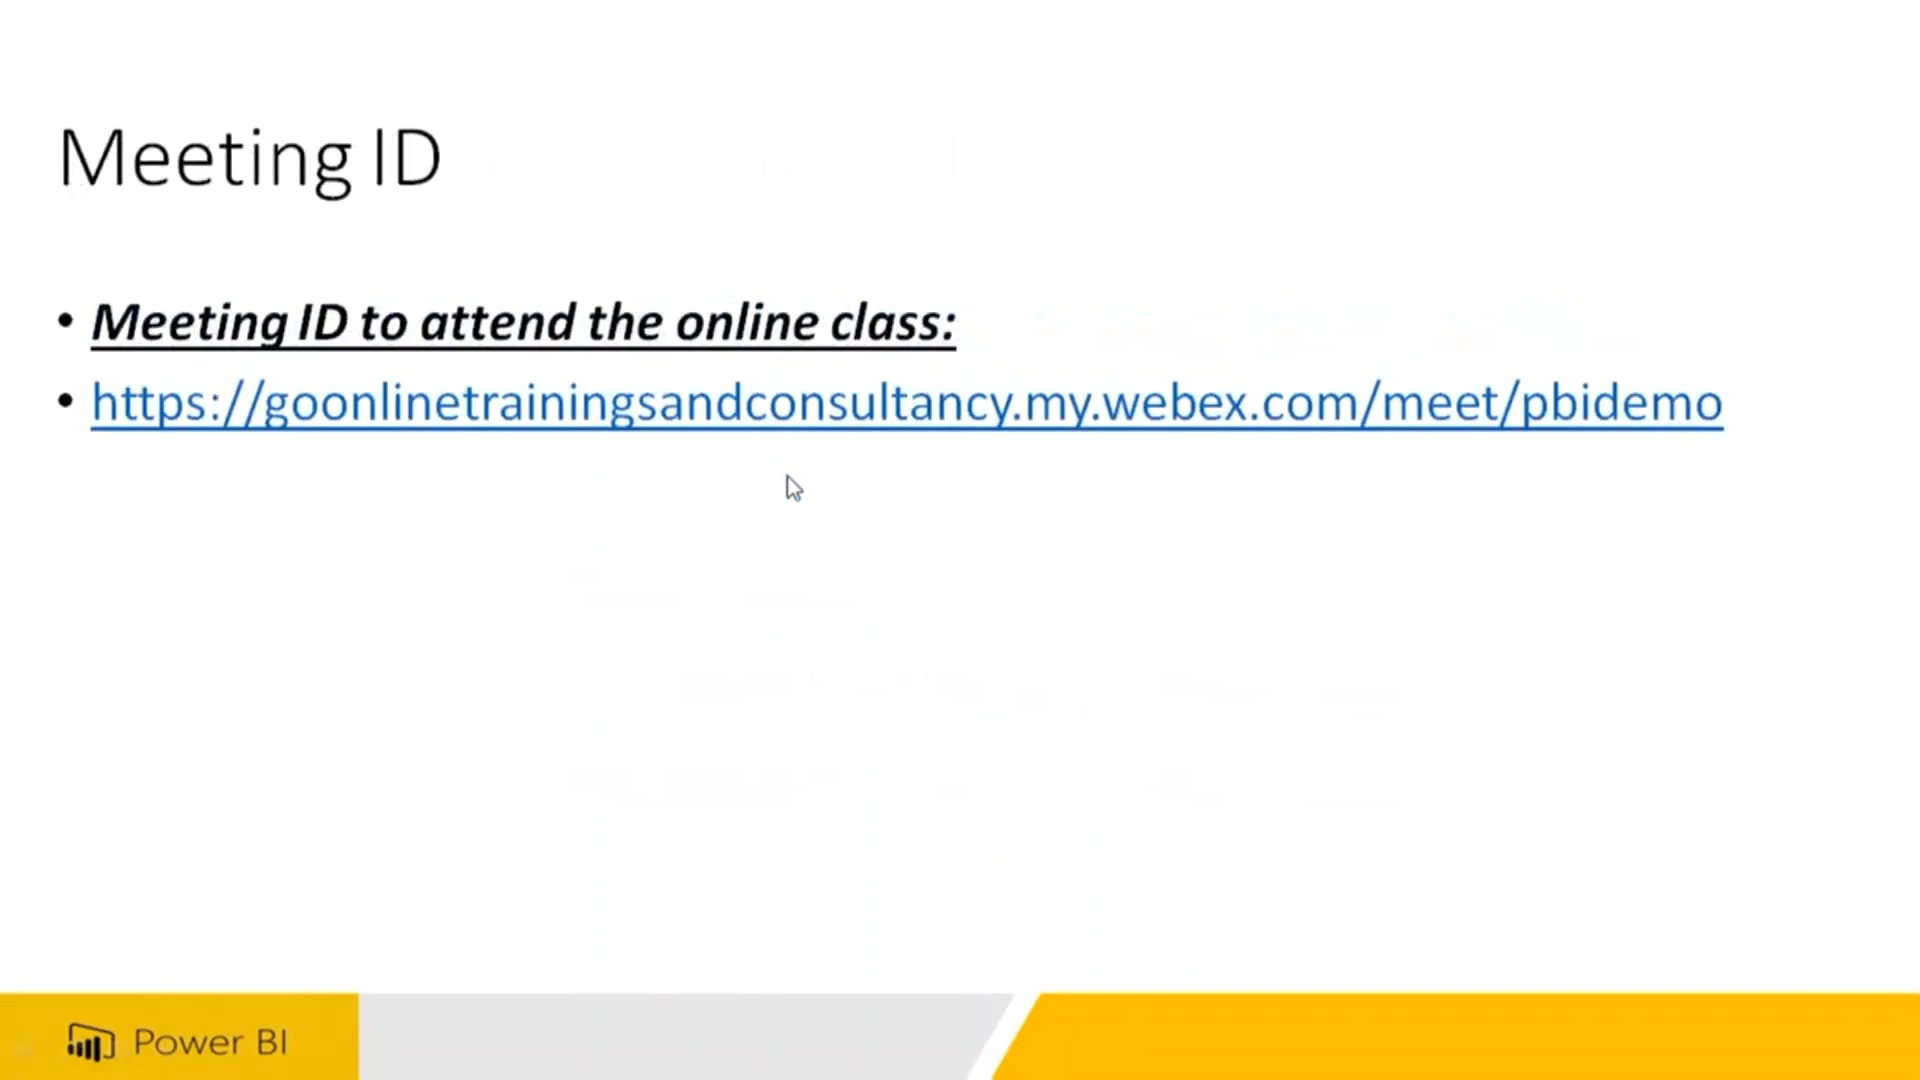 Meeting ID
• Meeting ID to attend the online class:
• https://goonlinetrainingsandconsultancy.my.webex.com/meet/pbidemo
Power BI